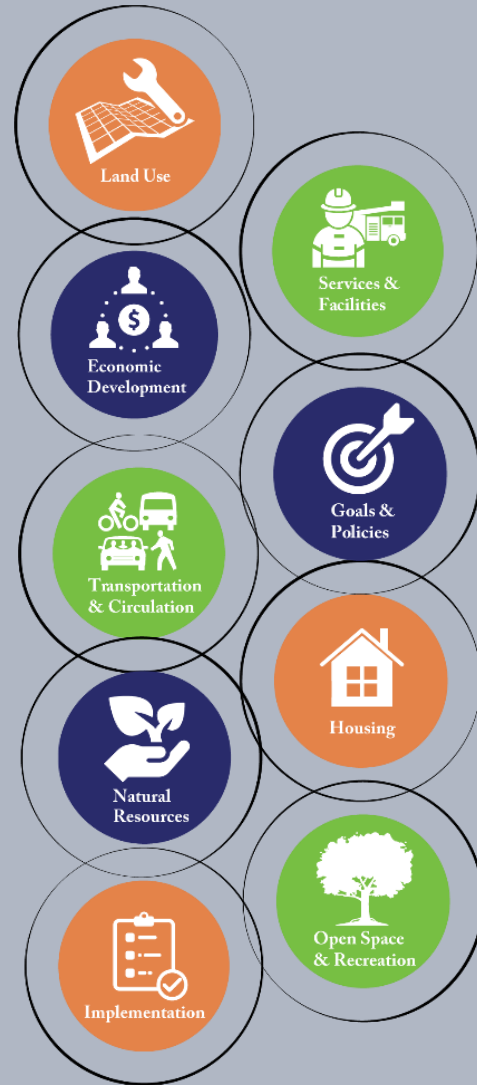 Land Use
Services &
Facilities
$
Economic
Development
Goals &
Policies
Transportation
& Circulation
Housing
Natural
Resources
Open Space
& Recreation
Implementation